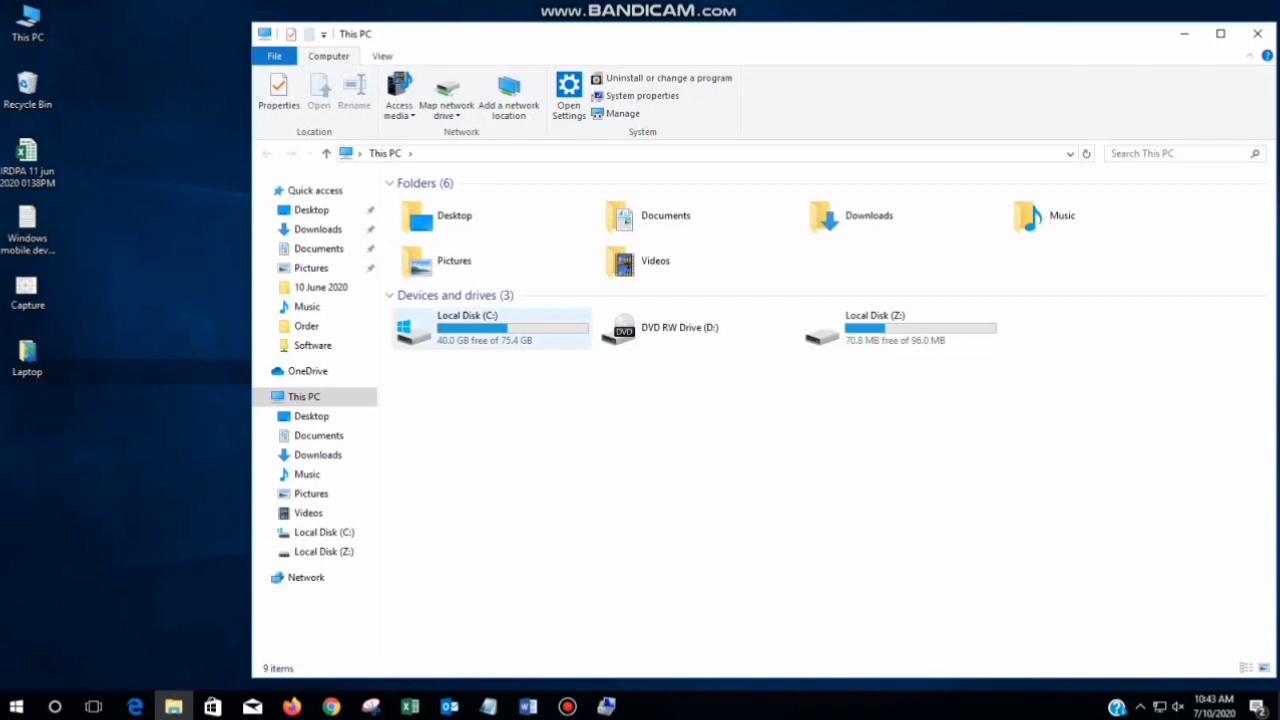 www.BANDICAM.com
This PC
Recycle Bin
IRDPA 11 jun
2020 0138PM
Windows
mobile dev...
Capture
Laptop
This PC
File
Computer
View
Properties
Open
Rename
Location
Access
media
Map network
drive
Add a network
location
Network
Open
Settings
Uninstall or change a program
System properties
Manage
System
This PC
Search This PC
Quick access
Desktop
Downloads
Documents
Pictures
10 June 2020
Music
Order
Software
OneDrive
This PC
Desktop
Documents
Downloads
Music
Pictures
Videos
Local Disk (C:)
Local Disk (Z:)
Network
Folders (6)
Desktop
Documents
Downloads
Music
Pictures
Videos
Devices and drives (3)
Local Disk (C:)
40.0 GB free of 75.4 GB
DVD
DVD RW Drive (D:)
Local Disk (Z:)
70.8 MB free of 96.0 MB
9 items
10:43 AM
7/10/2020
2